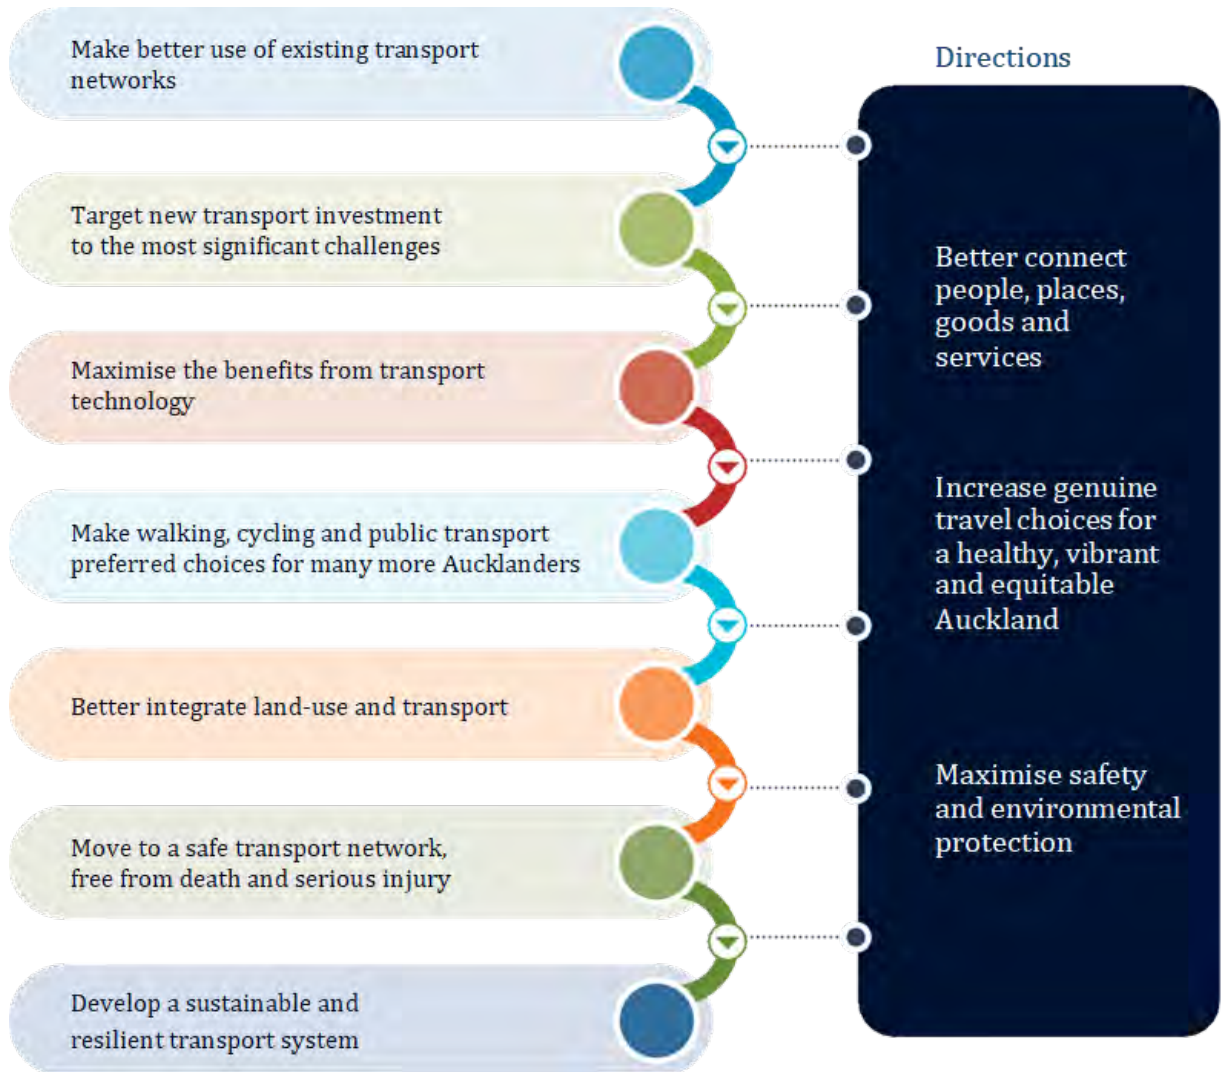 Make better use of existing transport
networks
Target new transport investment
to the most significant challenges
Maximise the benefits from transport
technology
Make walking, cycling and public transport
preferred choices for many more Aucklanders
Better integrate land-use and transport
Move to a safe transport network,
free from death and serious injury
Develop a sustainable and
resilient transport system
Directions
Better connect
people, places,
goods and
services
Increase genuine
travel choices for
a healthy, vibrant
and equitable
Auckland
Maximise safety
and environmental
protection